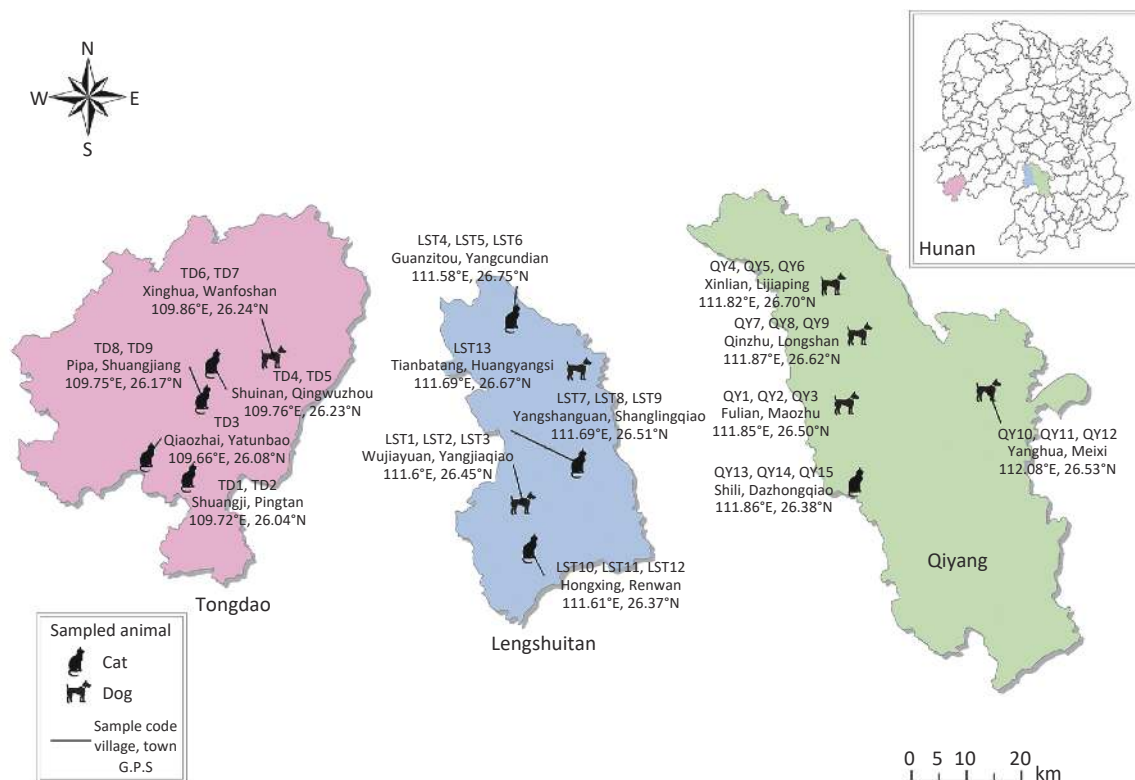 N
W
E
S
Hunan
TD6, TD7
Xinghua, Wanfoshan
109.86°E, 26.24°N
TD8, TD9
Pipa, Shuangjiang
109.75°E, 26.17°N
TD4, TD5
Shuinan, Qingwuzhou
109.76°E, 26.23°N
TD3
Qiaozhai, Yatunbao
109.66°E, 26.08°N
TD1, TD2
Shuangji, Pingtan
109.72°E, 26.04°N
Tongdao
LST4, LST5, LST6
Guanzitou, Yangcundian
111.58°E, 26.75°N
LST13
Tianbatang, Huangyangsi
111.69°E, 26.67°N
LST7, LST8, LST9
Yangshanguan, Shanglingqiao
111.69°E, 26.51°N
LST1, LST2, LST3
Wujiayuan, Yangjiaqiao
111.6°E, 26.45°N
LST10, LST11, LST12
Hongxing, Renwan
111.61°E, 26.37°N
Lengshuitan
QY4, QY5, QY6
Xinlian, Lijiaping
111.82°E, 26.70°N
QY7, QY8, QY9
Qinzhu, Longshan
111.87°E, 26.62°N
QY1, QY2, QY3
Fulian, Maozhu
111.85°E, 26.50°N
QY10, QY11, QY12
Yanghua, Meixi
112.08°E, 26.53°N
QY13, QY14, QY15
Shili, Dazhongqiao
111.86°E, 26.38°N
Qiyang
Sampled animal
Cat
Dog
Sample code
village, town
G.P.S
0 5 10 20
km